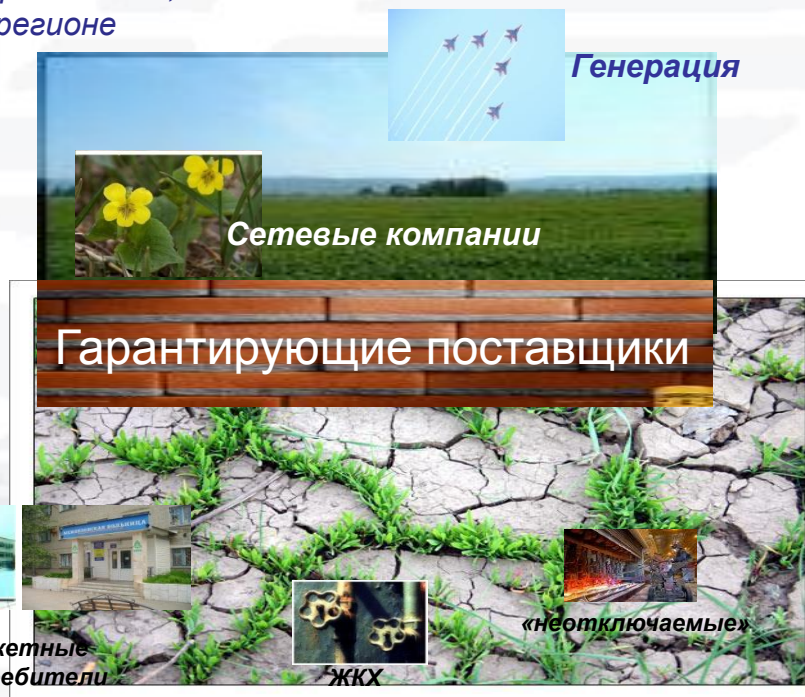 регионе
Генерация
Сетевые компании
Гарантирующие поставщики
«неотключаемые»
ЖКХ